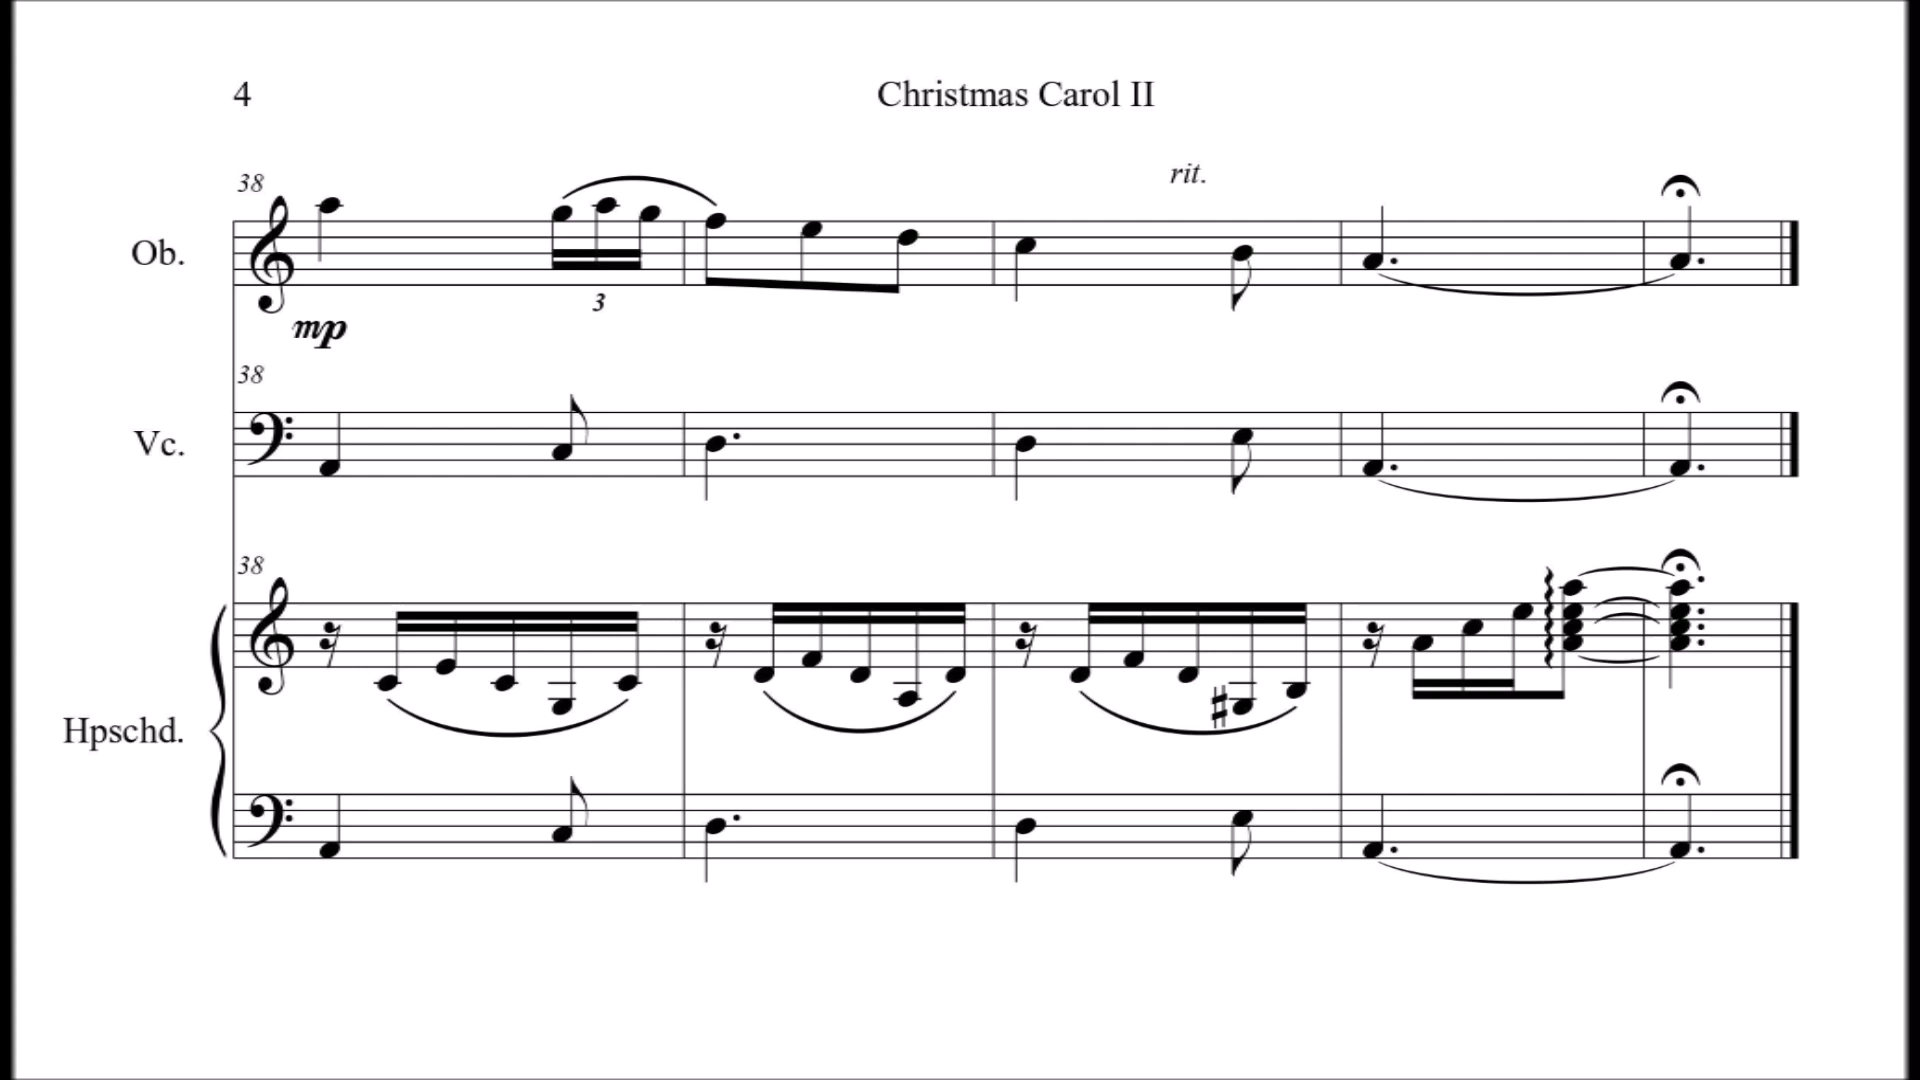 4
Christmas Carol II
rit.
38
Ob.
mp
3
38
Vc.
38
Hpschd.